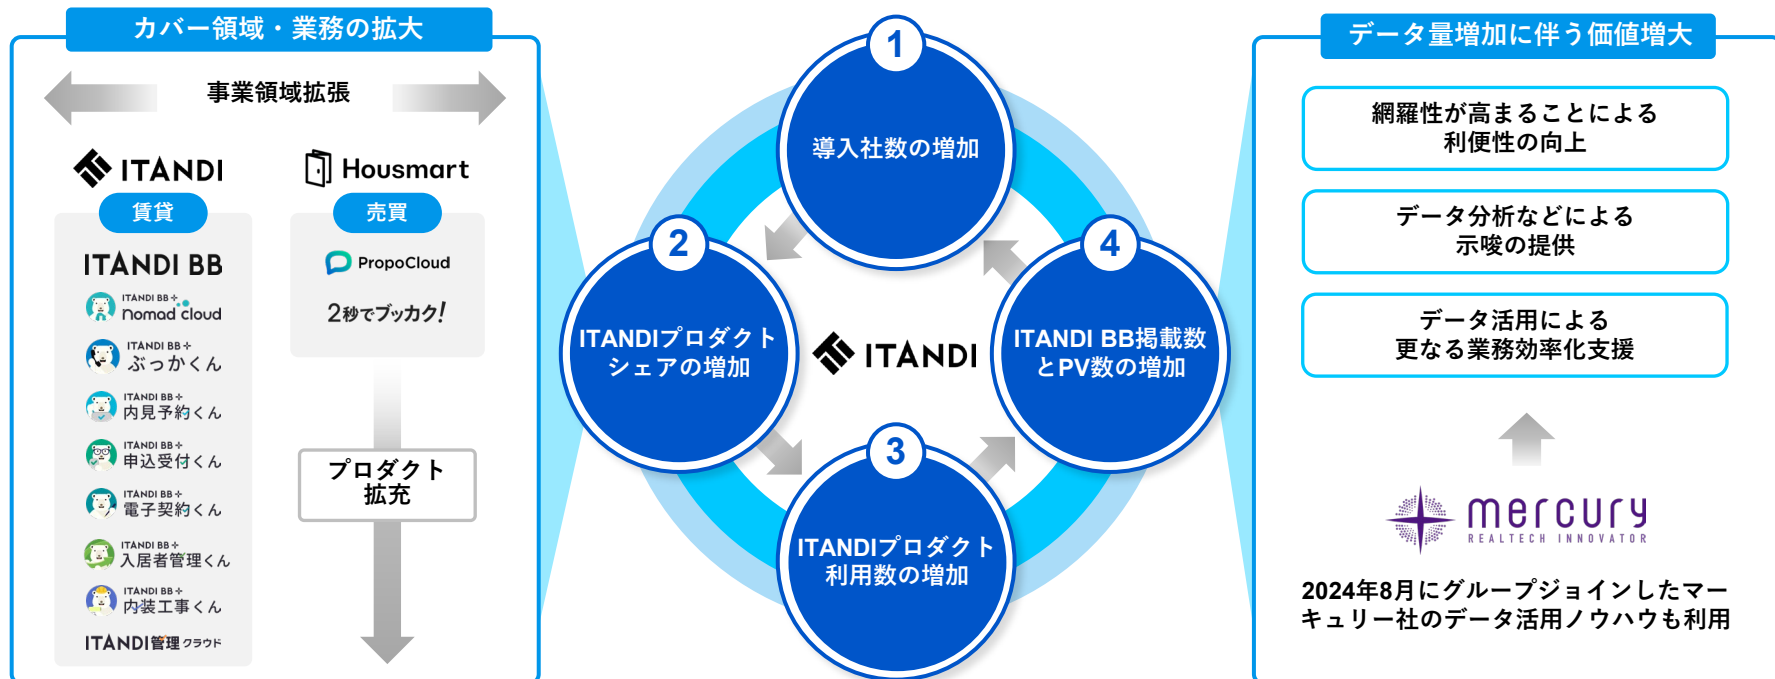 カバー領域・業務の拡大
事業領域拡張
ITANDI
賃貸
ITANDI BB
ITANDI BB +
nomad cloud
ITANDI BB +
ぶっかくん
ITANDI BB +
内見予約くん
ITANDI BB +
申込受付くん
ITANDI BB +
電子契約くん
ITANDI BB +
入居者管理くん
ITANDI BB +
内装工事くん
ITANDI管理クラウド
Housmart
売買
PropoCloud
2秒でブッカク!
プロダクト
拡充
1
導入社数の増加
2
ITANDIプロダクト
シェアの増加
3
ITANDIプロダクト
利用数の増加
4
ITANDI BB掲載数
とPV数の増加
ITANDI
データ量増加に伴う価値増大
網羅性が高まることによる
利便性の向上
データ分析などによる
示唆の提供
データ活用による
更なる業務効率化支援
mercury
REALTECH INNOVATOR
2024年8月にグループジョインしたマー
キュリー社のデータ活用ノウハウも利用